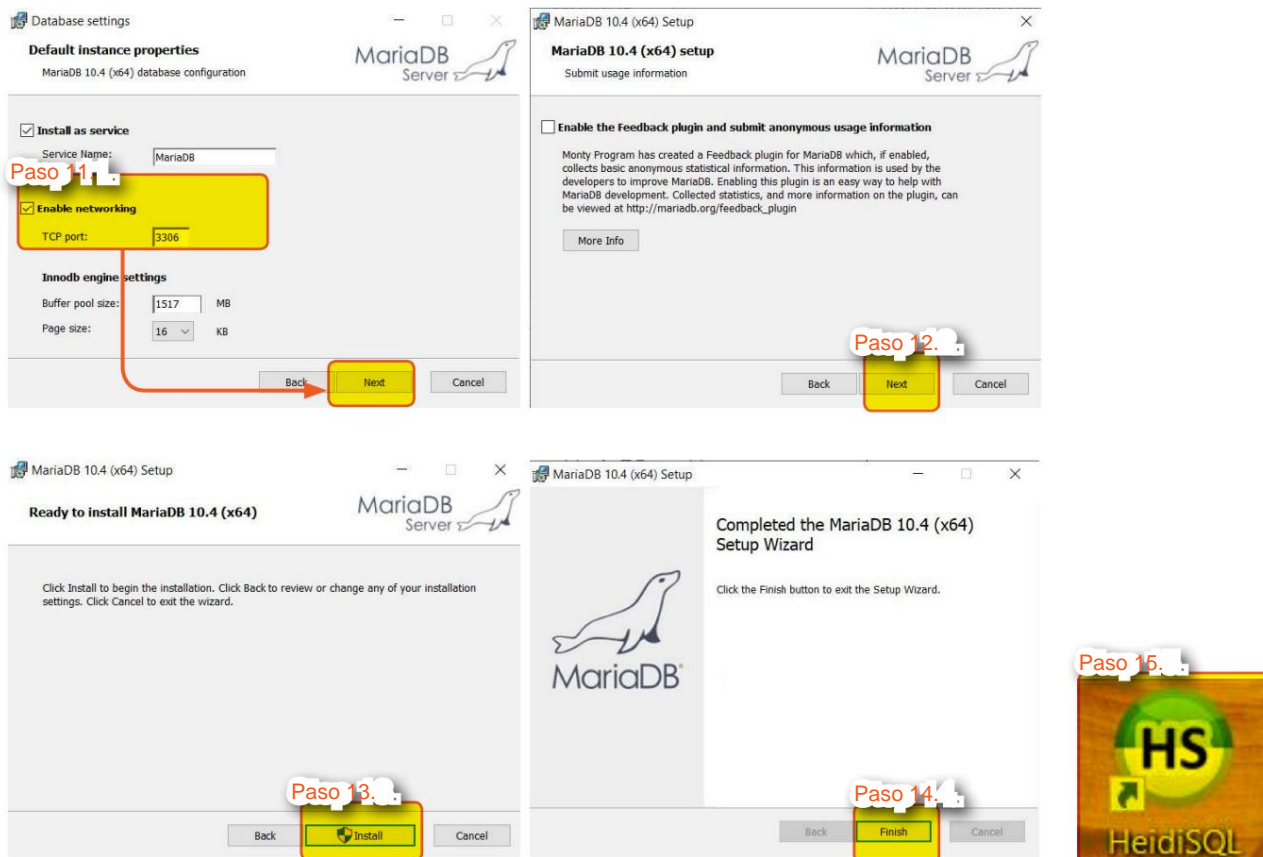 Database settings
Default instance properties
MariaDB 10.4 (x64) database configuration
MariaDB
Server
Install as service
Service Name: MariaDB
Paso 11.
Enable networking
TCP port: 3306
Innodb engine settings
Buffer pool size: 1517 MB
Page size: 16 KB
Back Next Cancel
MariaDB 10.4 (x64) Setup
MariaDB 10.4 (x64) setup
Submit usage information
MariaDB
Server
Enable the Feedback plugin and submit anonymous usage information
Monty Program has created a Feedback plugin for MariaDB which, if enabled,
collects basic anonymous statistical information. This information is used by the
developers to improve MariaDB. Enabling this plugin is an easy way to help with
MariaDB development. Collected statistics, and more information on the plugin, can
be viewed at http://mariadb.org/feedback_plugin
More Info
Paso 12.
Back Next Cancel
MariaDB 10.4 (x64) Setup
Ready to install MariaDB 10.4 (x64)
MariaDB
Server
Click Install to begin the installation. Click Back to review or change any of your installation
settings. Click Cancel to exit the wizard.
Paso 13.
Back Install Cancel
MariaDB 10.4 (x64) Setup
Completed the MariaDB 10.4 (x64)
Setup Wizard
Click the Finish button to exit the Setup Wizard.
MariaDB
Paso 14.
Back Finish Cancel
Paso 15.
HS
HeidiSQL